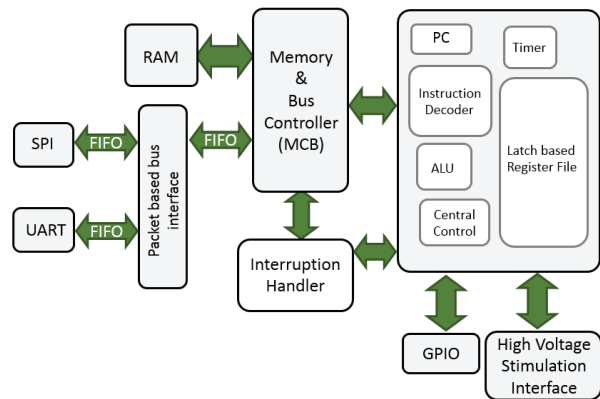 RAM
Memory
&
Bus
Controller
(MCB)
PC
Timer
Instruction
Decoder
Latch based
Register File
ALU
Central
Control
SPI
FIFO
FIFO
UART
FIFO
Packet based bus
interface
Interruption
Handler
GPIO
High Voltage
Stimulation
Interface